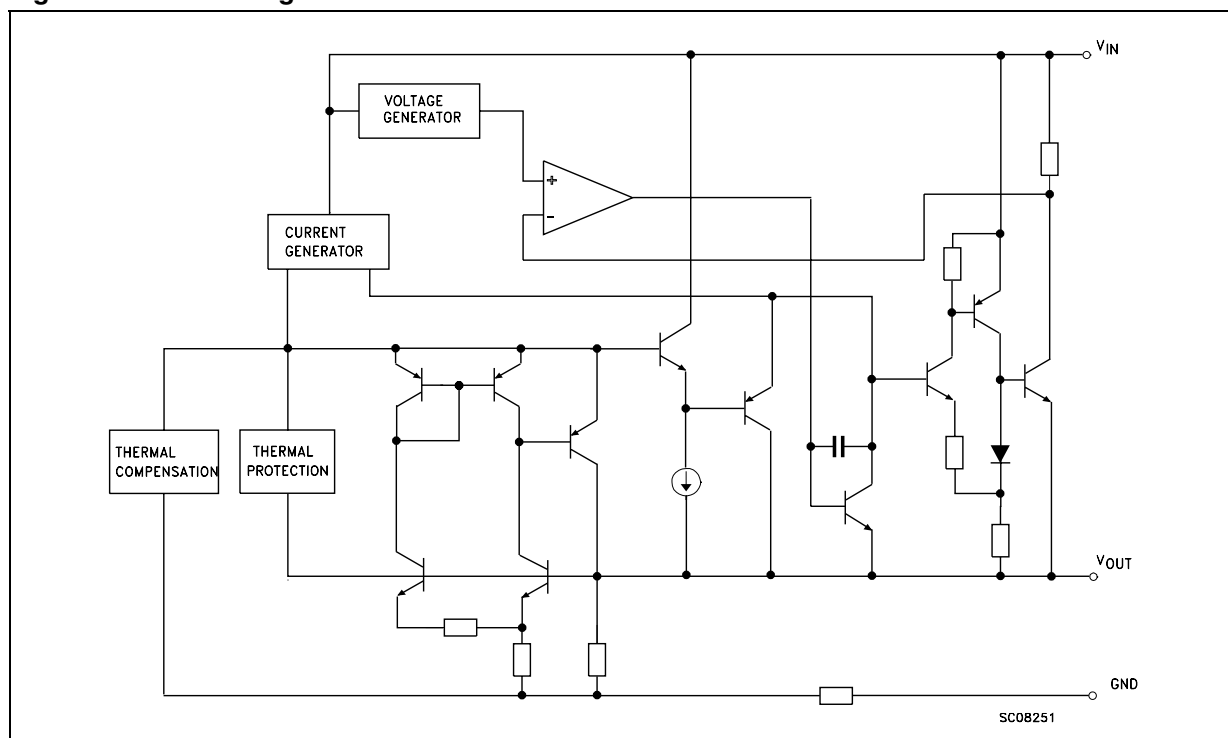 VIN
VOLTAGE
GENERATOR
+
-
CURRENT
GENERATOR
THERMAL
COMPENSATION
THERMAL
PROTECTION
VOUT
GND
SC08251